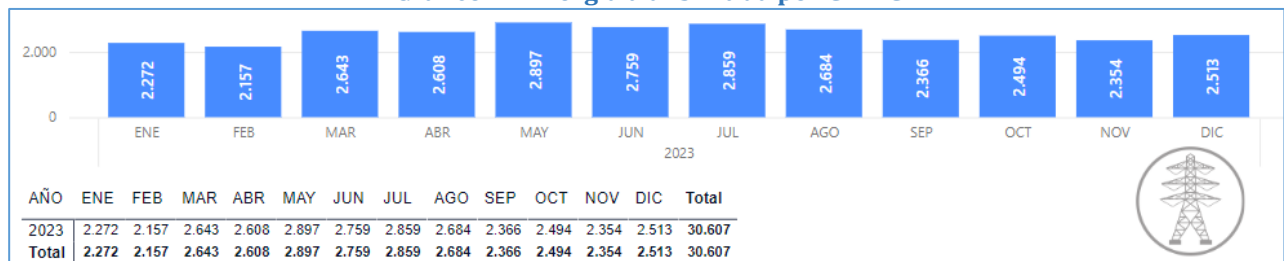 2.000
0
2.272 2.157 2.643 2.608 2.897 2.759 2.859 2.684 2.366 2.494 2.354 2.513
ENE FEB MAR ABR MAY JUN JUL AGO SEP OCT NOV DIC
2023
AÑO ENE FEB MAR ABR MAY JUN JUL AGO SEP OCT NOV DIC Total
2023 2.272 2.157 2.643 2.608 2.897 2.759 2.859 2.684 2.366 2.494 2.354 2.513 30.607
Total 2.272 2.157 2.643 2.608 2.897 2.759 2.859 2.684 2.366 2.494 2.354 2.513 30.607